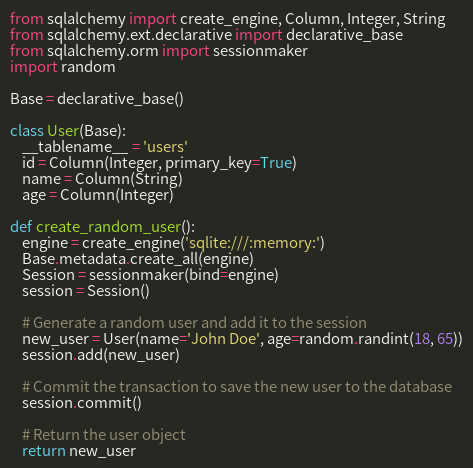 from sqlalchemy import create_engine, Column, Integer, String
from sqlalchemy.ext.declarative import declarative_base
from sqlalchemy.orm import sessionmaker
import random

Base = declarative_base()

class User(Base):
    __tablename__ = 'users'
    id = Column(Integer, primary_key=True)
    name = Column(String)
    age = Column(Integer)

def create_random_user():
    engine = create_engine('sqlite:///:memory:')
    Base.metadata.create_all(engine)
    Session = sessionmaker(bind=engine)
    session = Session()

    # Generate a random user and add it to the session
    new_user = User(name='John Doe', age=random.randint(18, 65))
    session.add(new_user)

    # Commit the transaction to save the new user to the database
    session.commit()

    # Return the user object
    return new_user